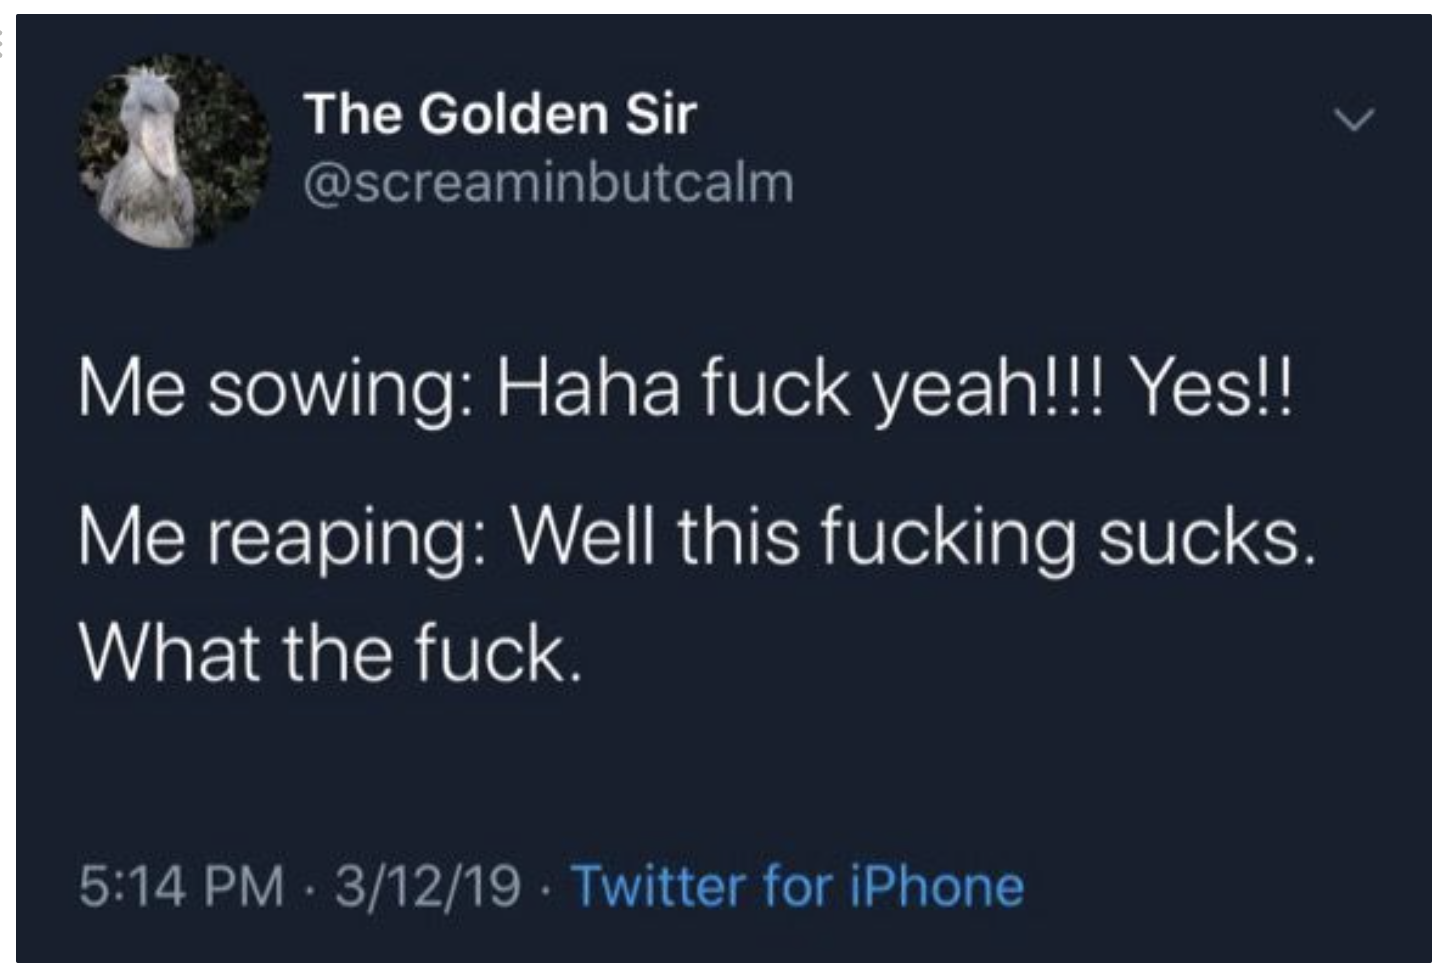 The Golden Sir
@screaminbutcalm
Me sowing: Haha fuck yeah!!! Yes!!
Me reaping: Well this fucking sucks.
What the fuck.
5:14 PM · 3/12/19 · Twitter for iPhone